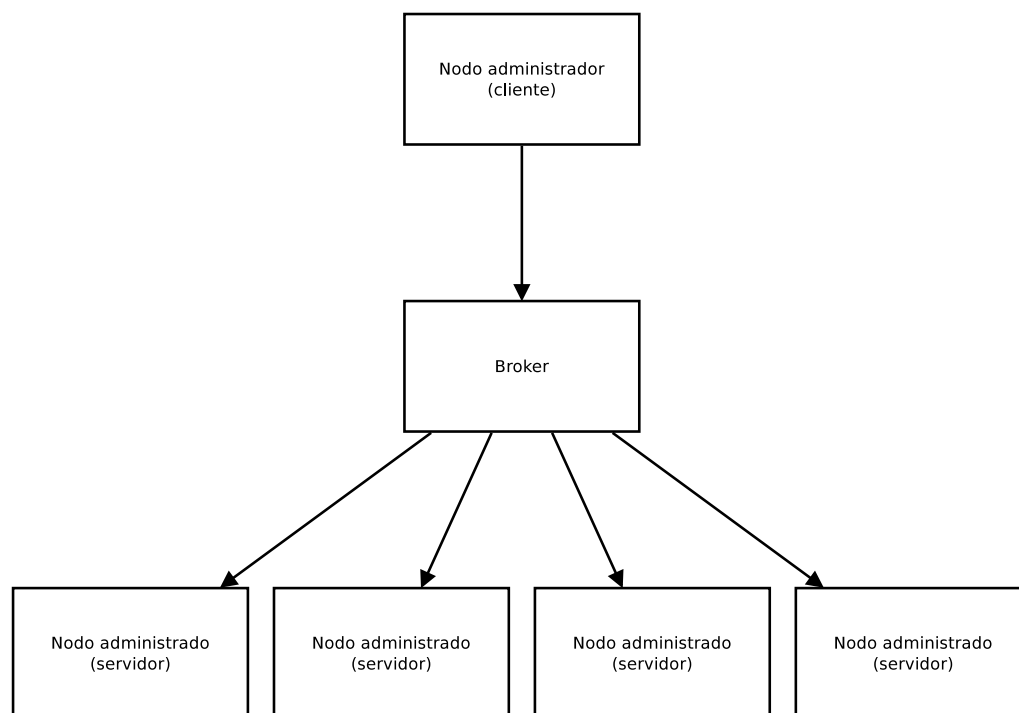 Nodo administrador
(cliente)
Broker
Nodo administrado
(servidor)
Nodo administrado
(servidor)
Nodo administrado
(servidor)
Nodo administrado
(servidor)